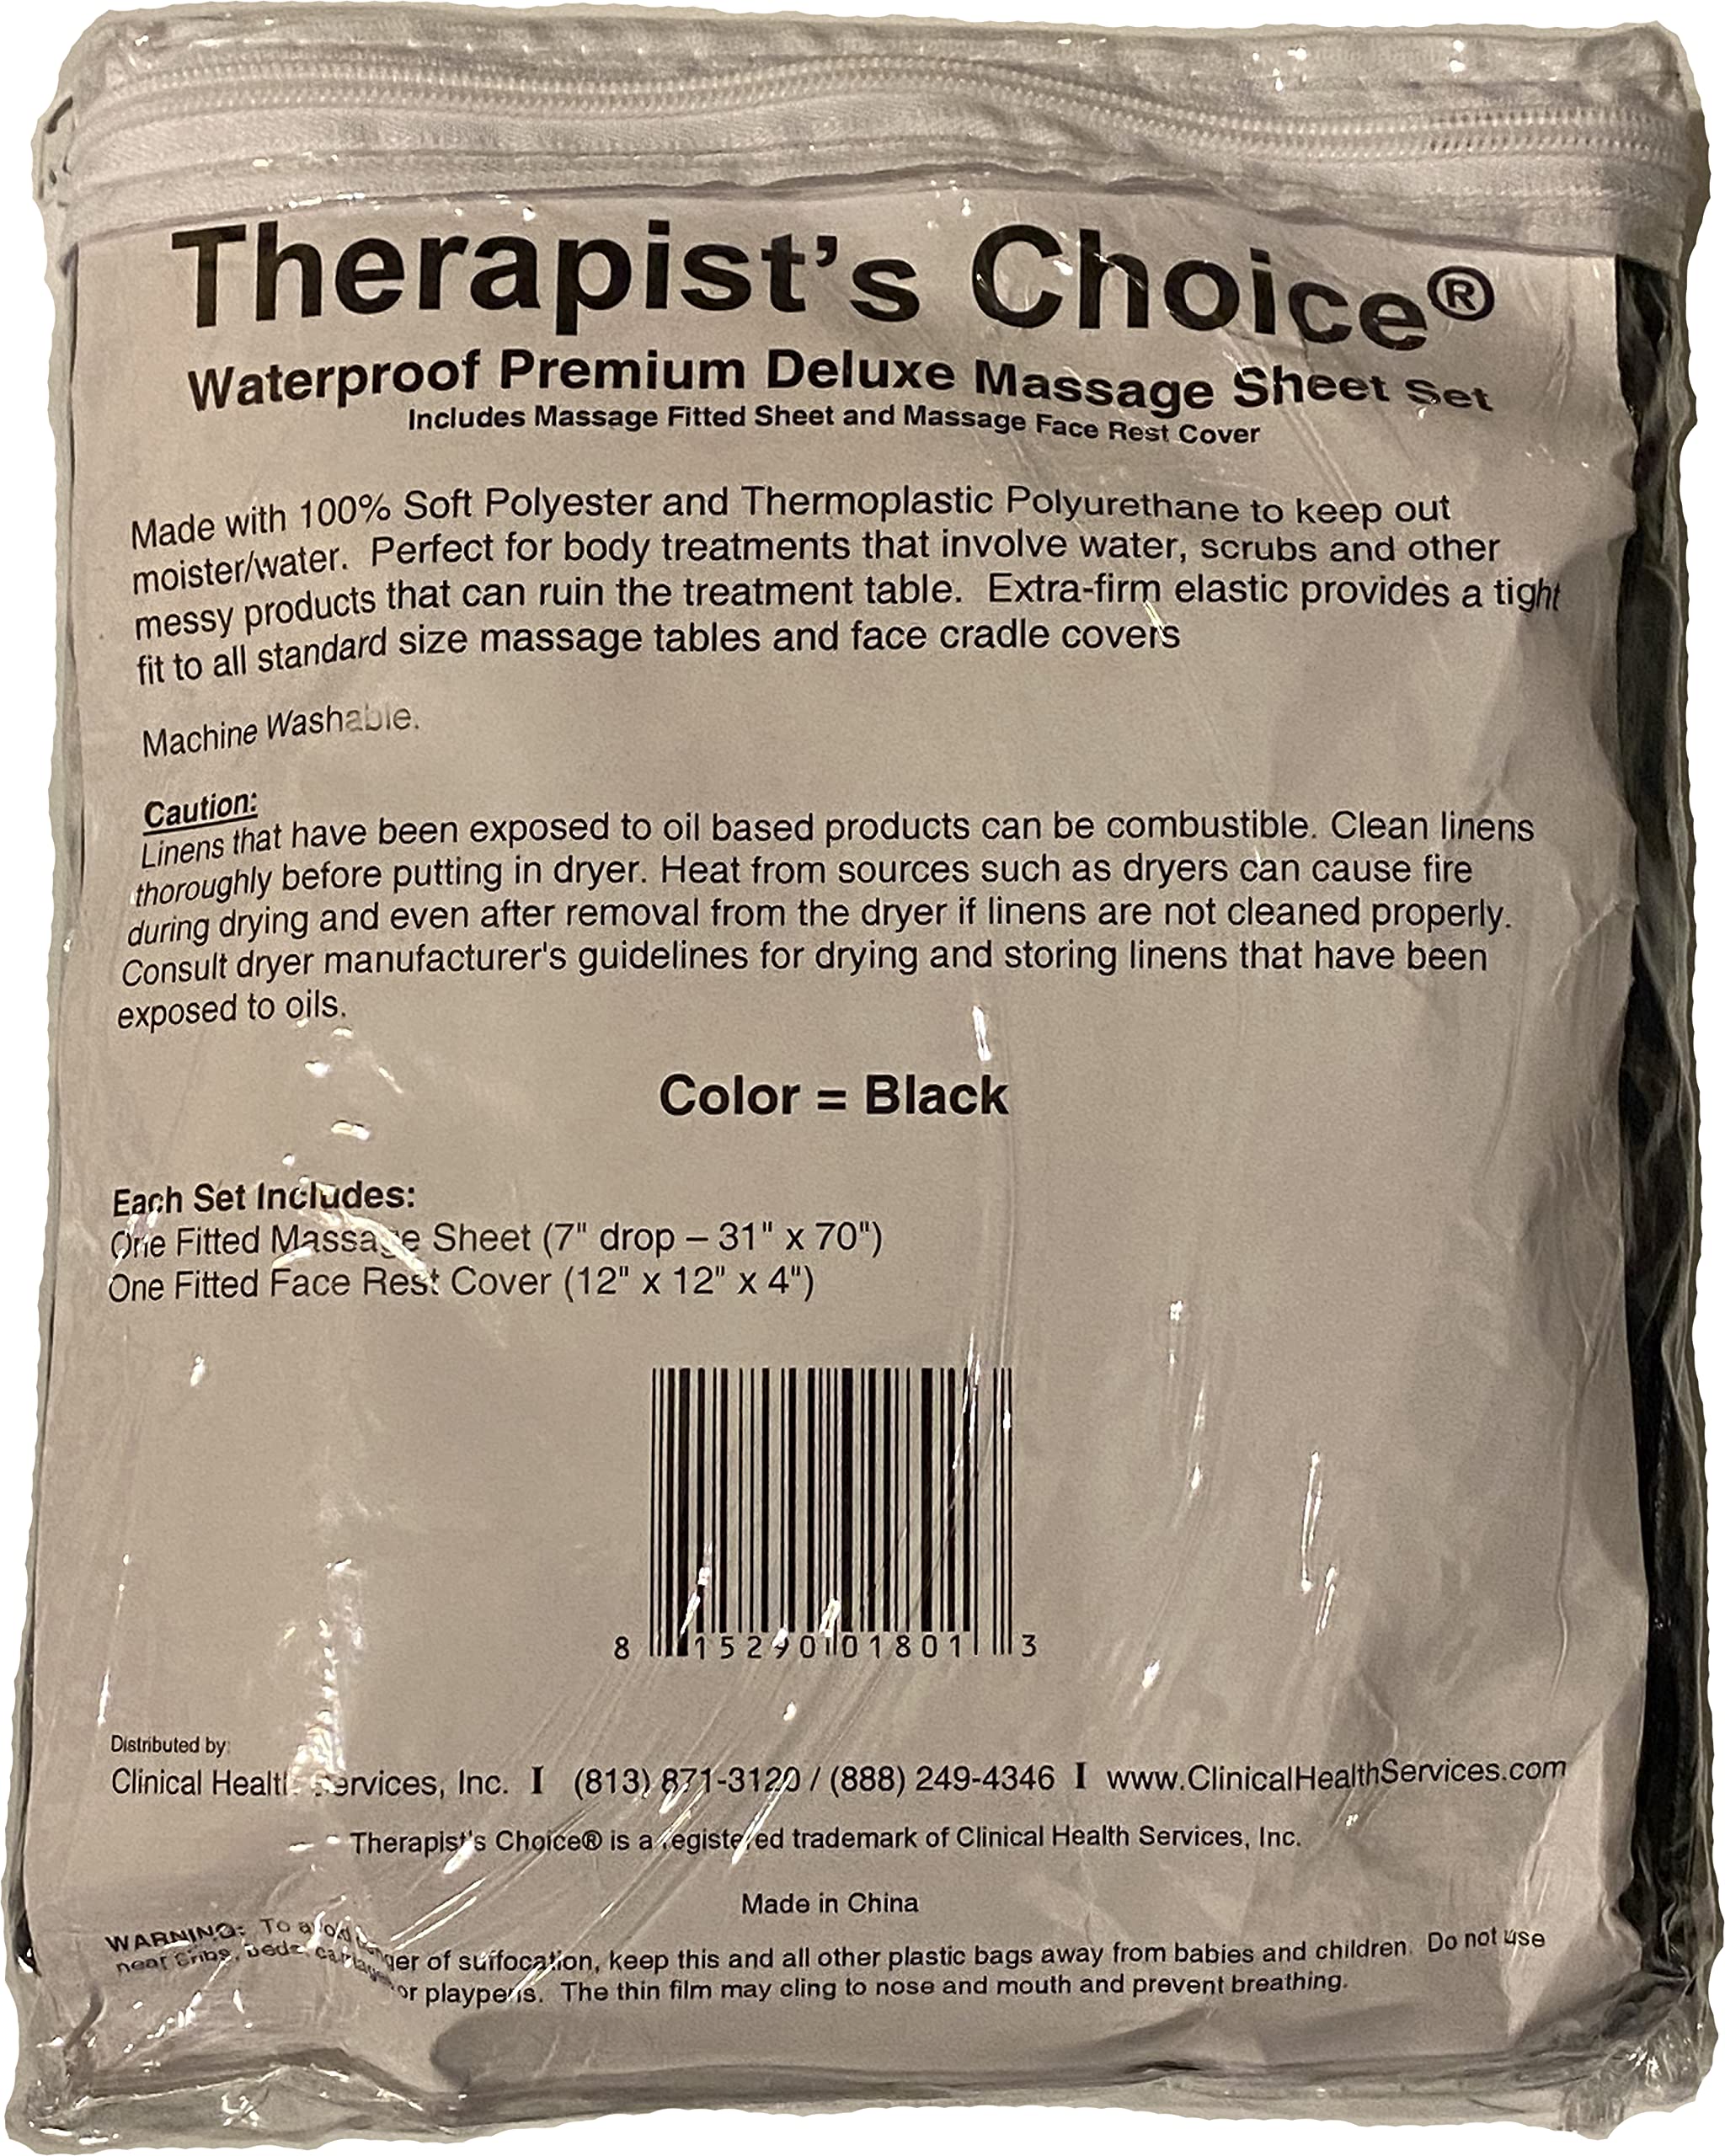 Therapist's Choice®
Waterproof Premium Deluxe Massage Sheet Set
Includes Massage Fitted Sheet and Massage Face Rest Cover
Made with 100% Soft Polyester and Thermoplastic Polyurethane to keep out
moister/water. Perfect for body treatments that involve water, scrubs and other
messy products that can ruin the treatment table. Extra-firm elastic provides a tight
fit to all standard size massage tables and face cradle covers
Machine Washable.
Caution:
Linens that have been exposed to oil based products can be combustible. Clean linens
thoroughly before putting in dryer. Heat from sources such as dryers can cause fire
during drying and even after removal from the dryer if linens are not cleaned properly.
Consult dryer manufacturer's guidelines for drying and storing linens that have been
exposed to oils.
Color = Black
Each Set Includes:
One Fitted Massage Sheet (7" drop – 31" x 70")
One Fitted Face Rest Cover (12" x 12" x 4")
8 15290 01801 3
Distributed by:
Clinical Health Services, Inc. I (813) 871-3120 / (888) 249-4346 I www.ClinicalHealthServices.com
Therapist's Choice® is a registered trademark of Clinical Health Services, Inc.
Made in China
WARNING: To avoid danger of suffocation, keep this and all other plastic bags away from babies and children. Do not use
near cribs, beds, carriages or playpens. The thin film may cling to nose and mouth and prevent breathing.